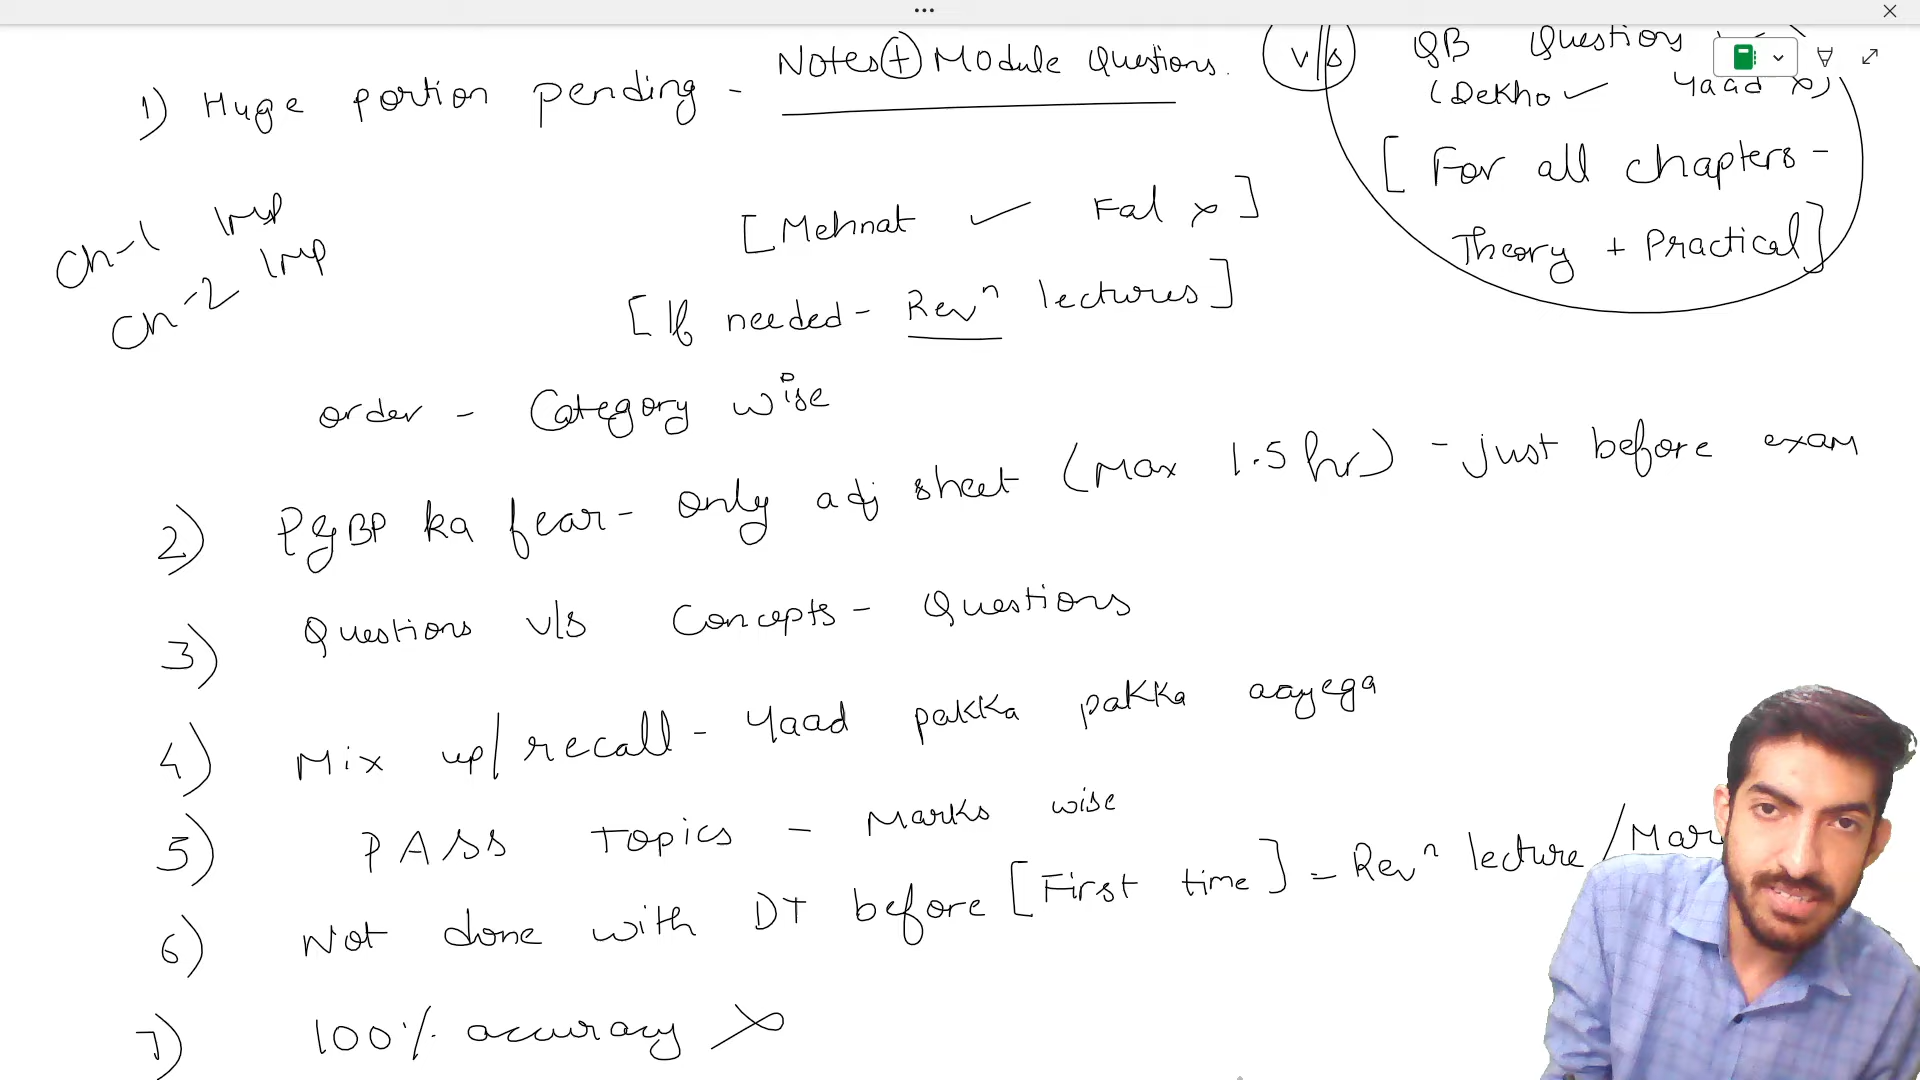 1) Huge portion pending - Notes + Module Questions. v/s QB Questions
(Dekho ✓ Yaad x)
[For all chapters -
Theory + Practical]
Ch-1 Imp
Ch-2 Imp
[Mehnat ✓ Fal x]
[If needed - Revⁿ lectures]
order - Category wise
2) PGBP ka fear - only adj sheet (Max 1.5 hr) - just before exam
3) Questions v/s Concepts - Questions
4) Mix up/recall - Yaad pakka pakka aayega
5) PASS Topics - Marks wise
6) Not done with DT before [First time] - Revⁿ lecture/
7) 100% accuracy x